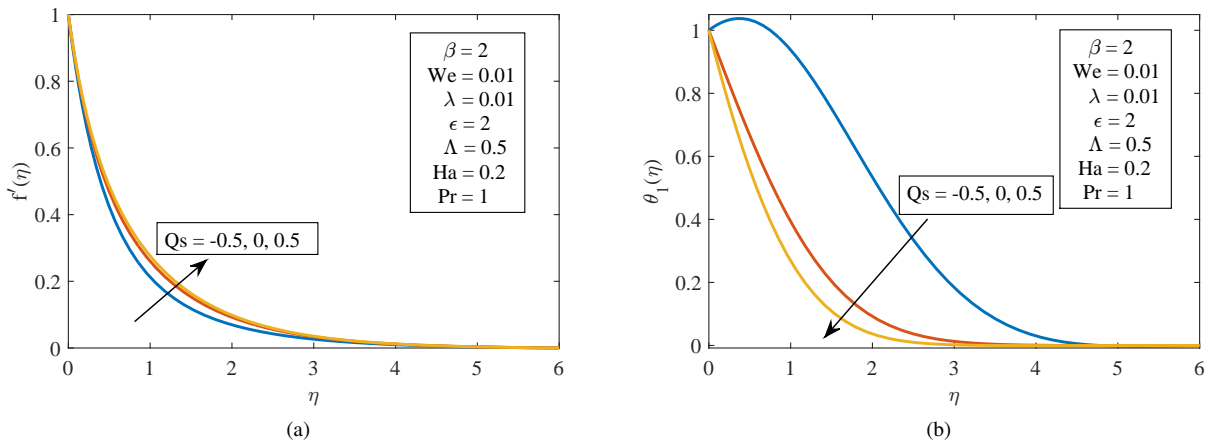 1
0.8
0.6
0.4
0.2
0
f′(η)
β = 2
We = 0.01
λ = 0.01
ϵ = 2
Λ = 0.5
Ha = 0.2
Pr = 1
Qs = -0.5, 0, 0.5
0 1 2 3 4 5 6
η
(a)
1
0.8
0.6
0.4
0.2
0
θ₁(η)
β = 2
We = 0.01
λ = 0.01
ϵ = 2
Λ = 0.5
Ha = 0.2
Pr = 1
Qs = -0.5, 0, 0.5
0 1 2 3 4 5 6
η
(b)